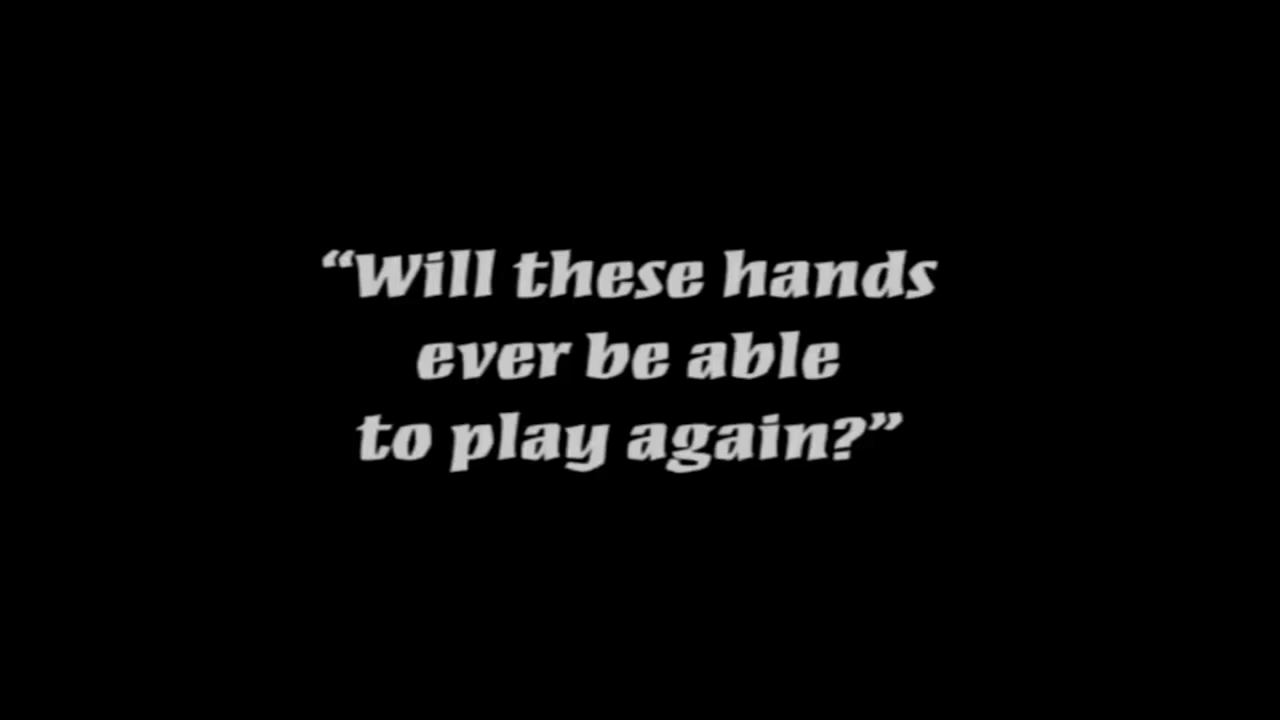 “Will these hands
ever be able
to play again?”